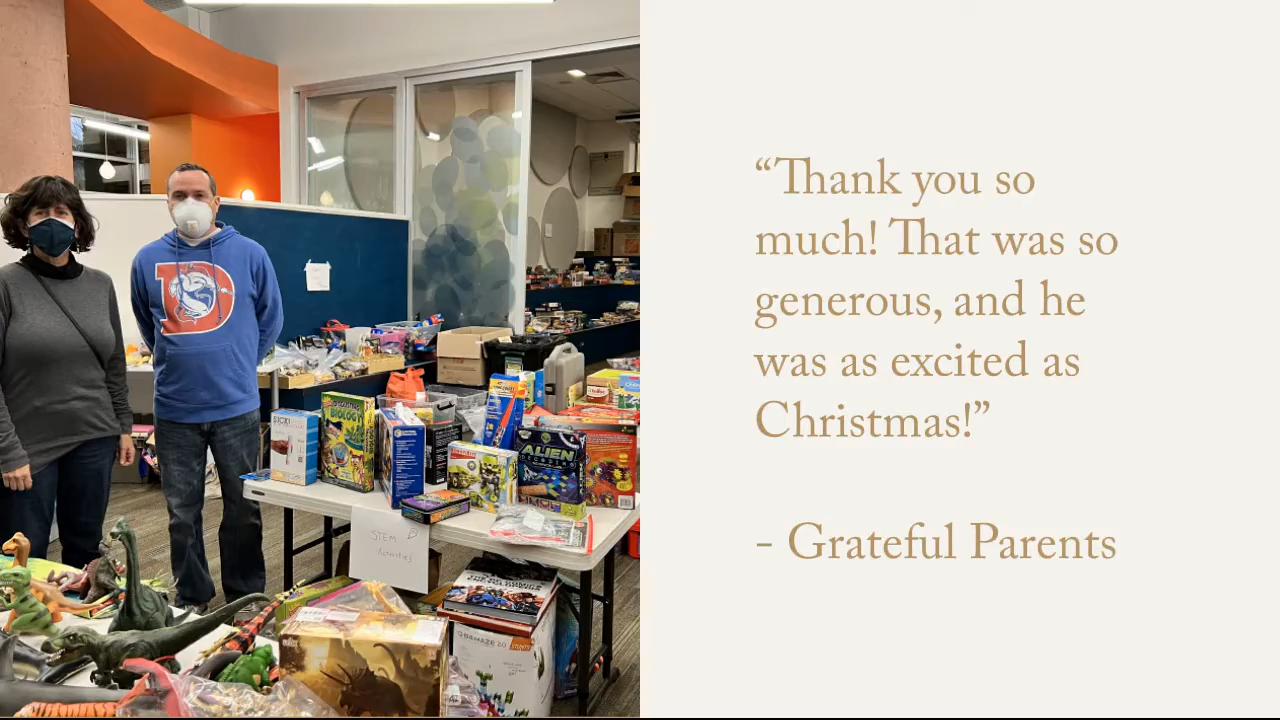 “Thank you so
much! That was so
generous, and he
was as excited as
Christmas!”
- Grateful Parents
D
ALIEN
STEM
Activities